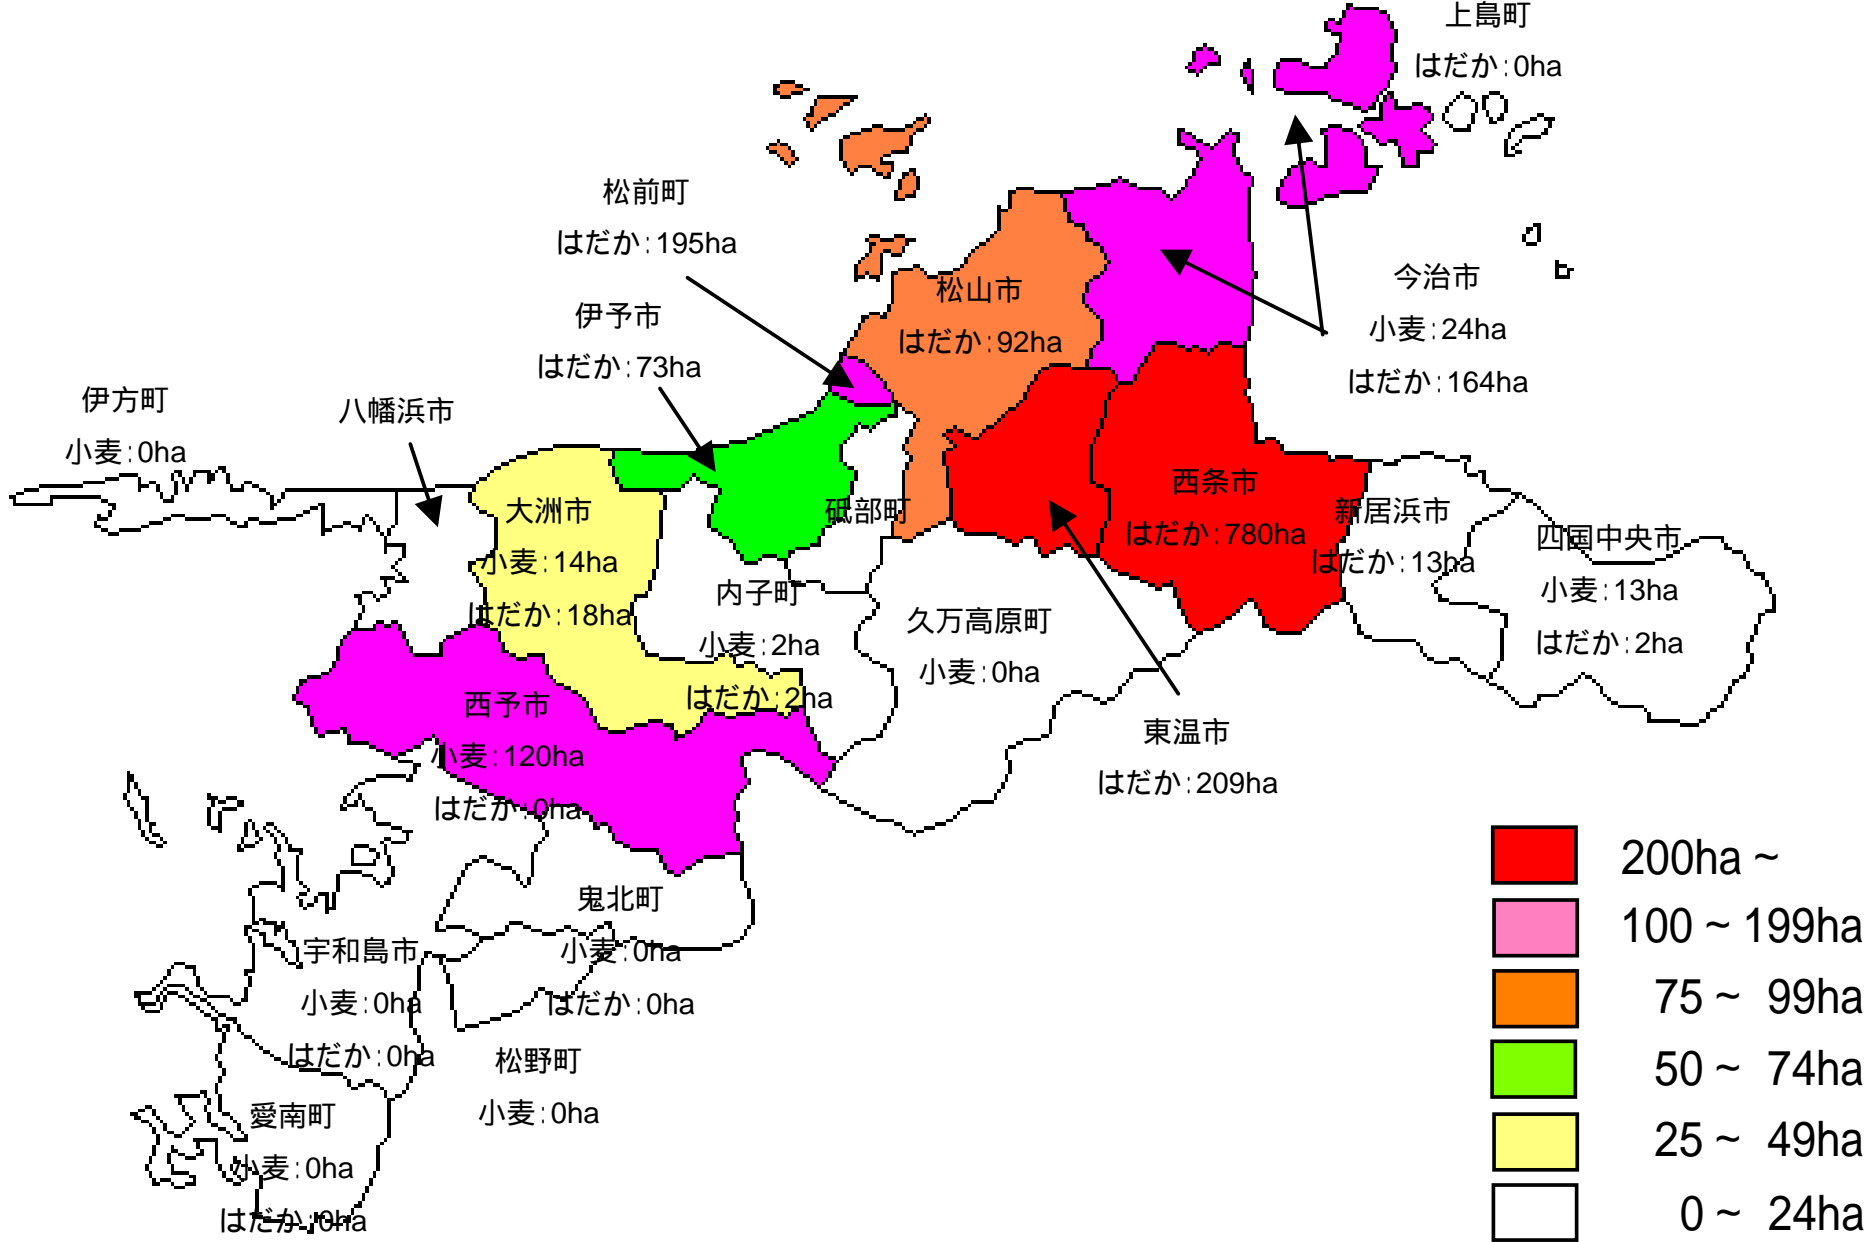 上島町
はだか:0ha
松前町
はだか:195ha
伊予市
はだか:73ha
松山市
はだか:92ha
今治市
小麦:24ha
はだか:164ha
伊方町
小麦:0ha
八幡浜市
大洲市
小麦:14ha
はだか:18ha
砥部町
西条市
はだか:780ha
新居浜市
はだか:13ha
四国中央市
小麦:13ha
はだか:2ha
内子町
小麦:2ha
はだか:2ha
久万高原町
小麦:0ha
東温市
はだか:209ha
西予市
小麦:120ha
はだか:0ha
鬼北町
小麦:0ha
はだか:0ha
宇和島市
小麦:0ha
はだか:0ha
松野町
小麦:0ha
愛南町
小麦:0ha
はだか:0ha
200ha ~
100 ~ 199ha
75 ~ 99ha
50 ~ 74ha
25 ~ 49ha
0 ~ 24ha